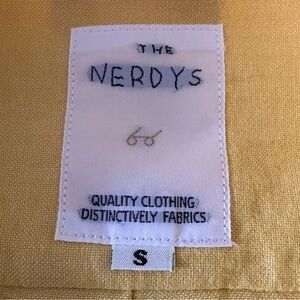 THE
NERDYS
QUALITY CLOTHING
DISTINCTIVELY FABRICS
S